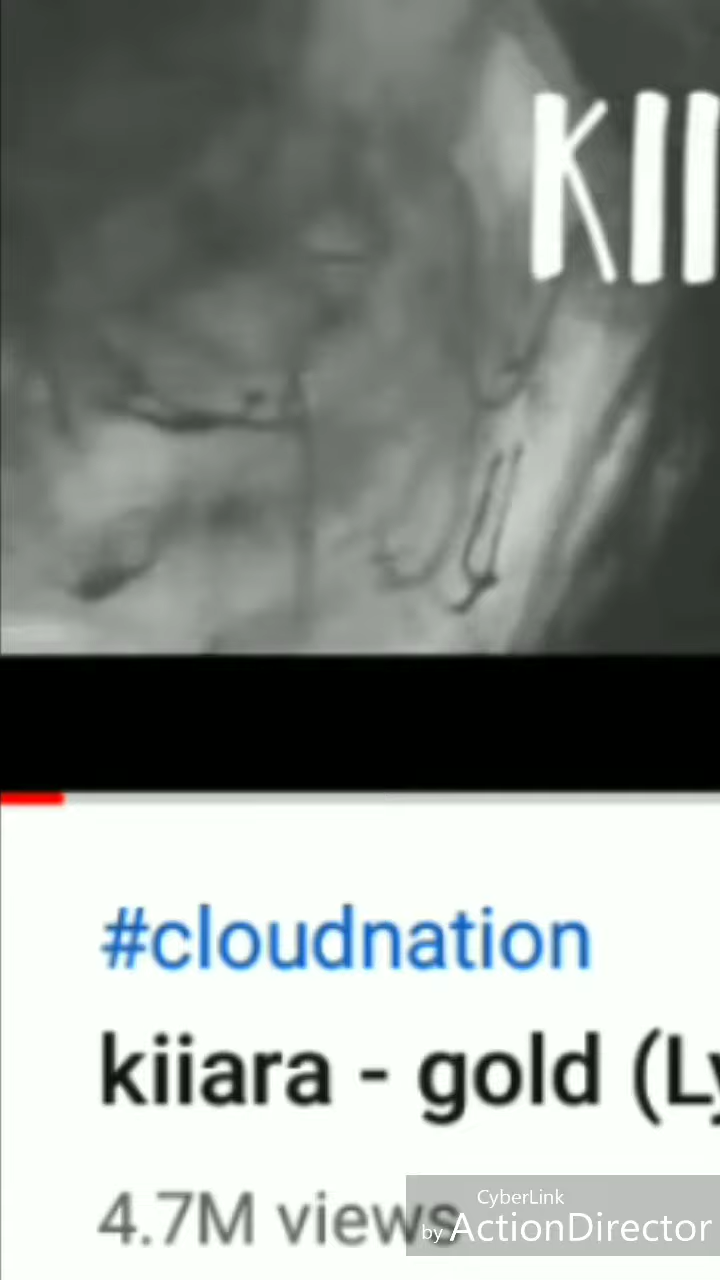 KII
#cloudnation
kiiara - gold (Ly
4.7M views
CyberLink
by ActionDirector